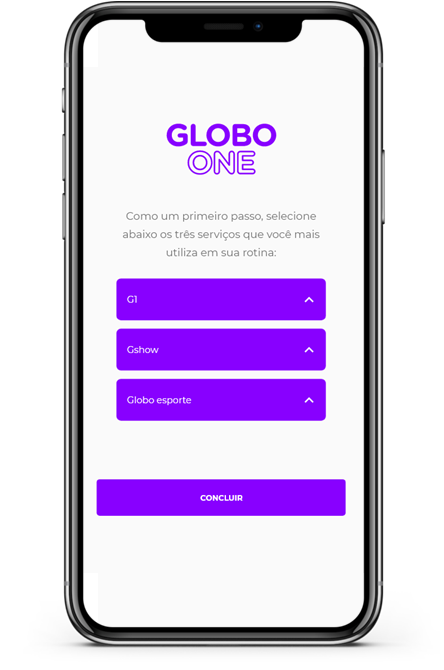 GLOBO
ONE
Como um primeiro passo, selecione
abaixo os três serviços que você mais
utiliza em sua rotina:
G1
Gshow
Globo esporte
CONCLUIR